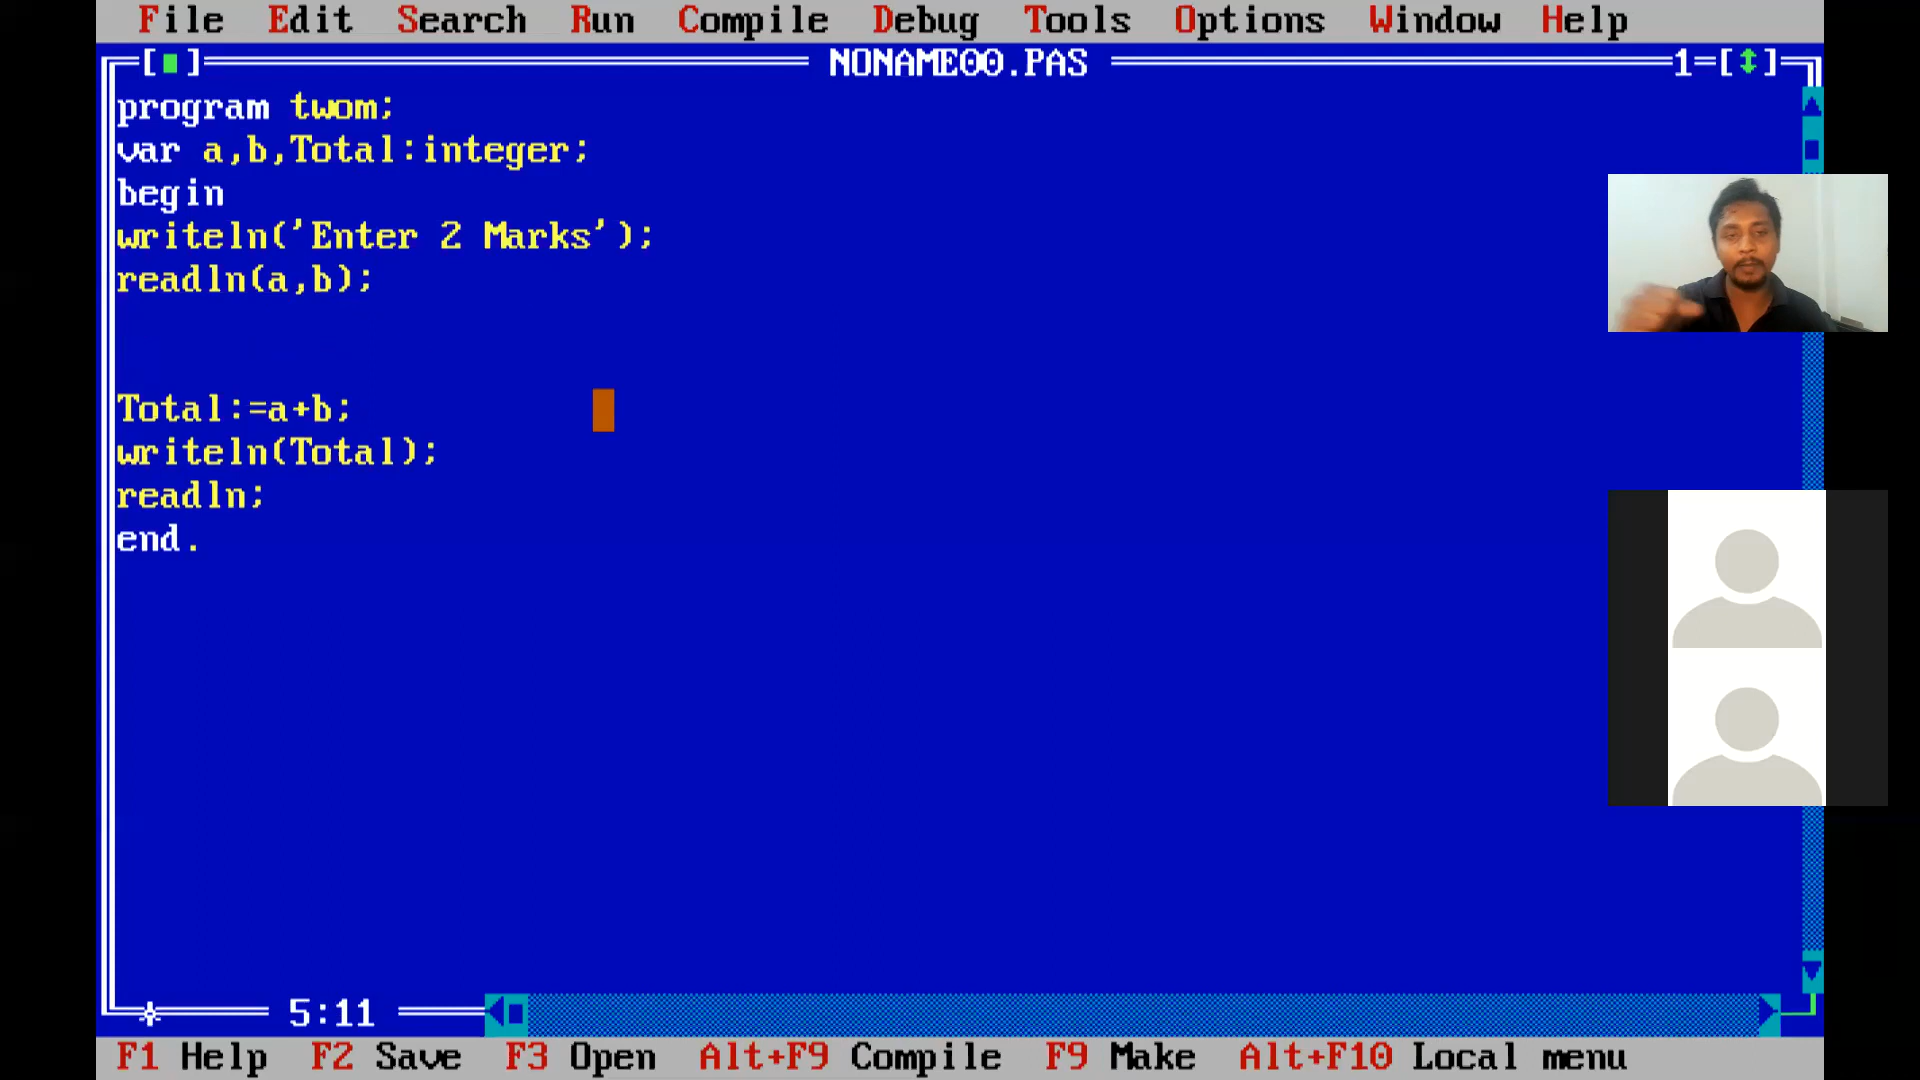 File Edit Search Run Compile Debug Tools Options Window Help
NONAME00.PAS 1
program twom;
var a,b,Total:integer;
begin
writeln('Enter 2 Marks');
readln(a,b);
Total:=a+b;
writeln(Total);
readln;
end.
5:11
F1 Help F2 Save F3 Open Alt+F9 Compile F9 Make Alt+F10 Local menu